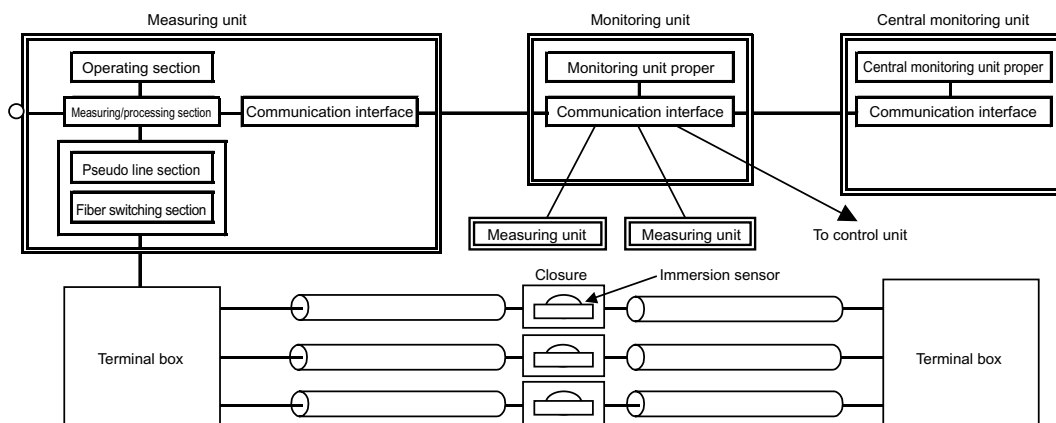 Measuring unit
Monitoring unit
Central monitoring unit
Operating section
Monitoring unit proper
Central monitoring unit proper
Measuring/processing section
Communication interface
Communication interface
Communication interface
Pseudo line section
Fiber switching section
Measuring unit
Measuring unit
To control unit
Closure
Immersion sensor
Terminal box
Terminal box